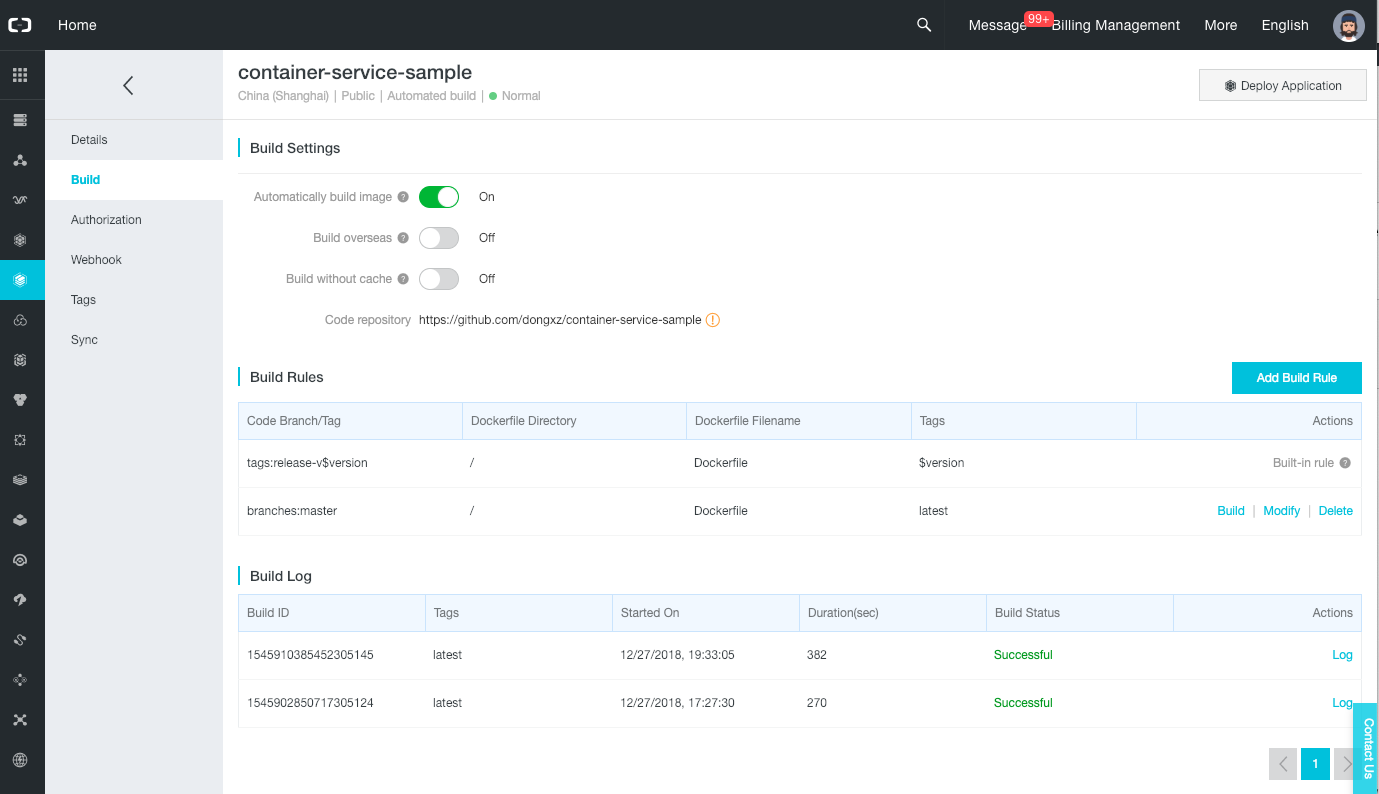 Home
Message 99+ Billing Management More English
container-service-sample
China (Shanghai) | Public | Automated build | Normal
Deploy Application
Details
Build
Authorization
Webhook
Tags
Sync
Build Settings
Automatically build image ? On
Build overseas ? Off
Build without cache ? Off
Code repository https://github.com/dongxz/container-service-sample !
Build Rules
Add Build Rule
Code Branch/Tag Dockerfile Directory Dockerfile Filename Tags Actions
tags:release-v$version / Dockerfile $version Built-in rule ?
branches:master / Dockerfile latest Build | Modify | Delete
Build Log
Build ID Tags Started On Duration(sec) Build Status Actions
1545910385452305145 latest 12/27/2018, 19:33:05 382 Successful Log
1545902850717305124 latest 12/27/2018, 17:27:30 270 Successful Log
1
Contact Us